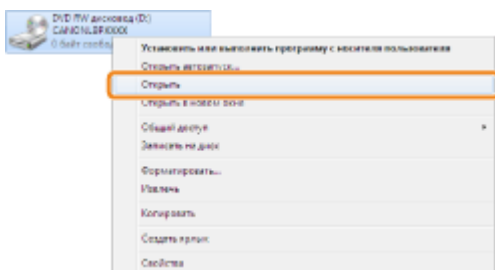 DVD RW дисковод (D:)
CANONLBPXXXX
0 байт свобод
Установить или выполнить программу с носителя пользователя
Открыть автозапуск...
Открыть
Открыть в новом окне
Общий доступ
Записать на диск
Форматировать...
Извлечь
Копировать
Создать ярлык
Свойства